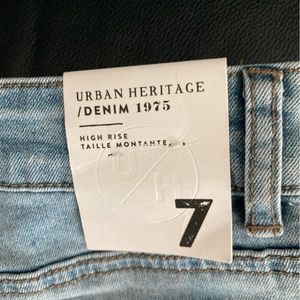 URBAN HERITAGE
/DENIM 1975
HIGH RISE
TAILLE MONTANTE
U
H
7